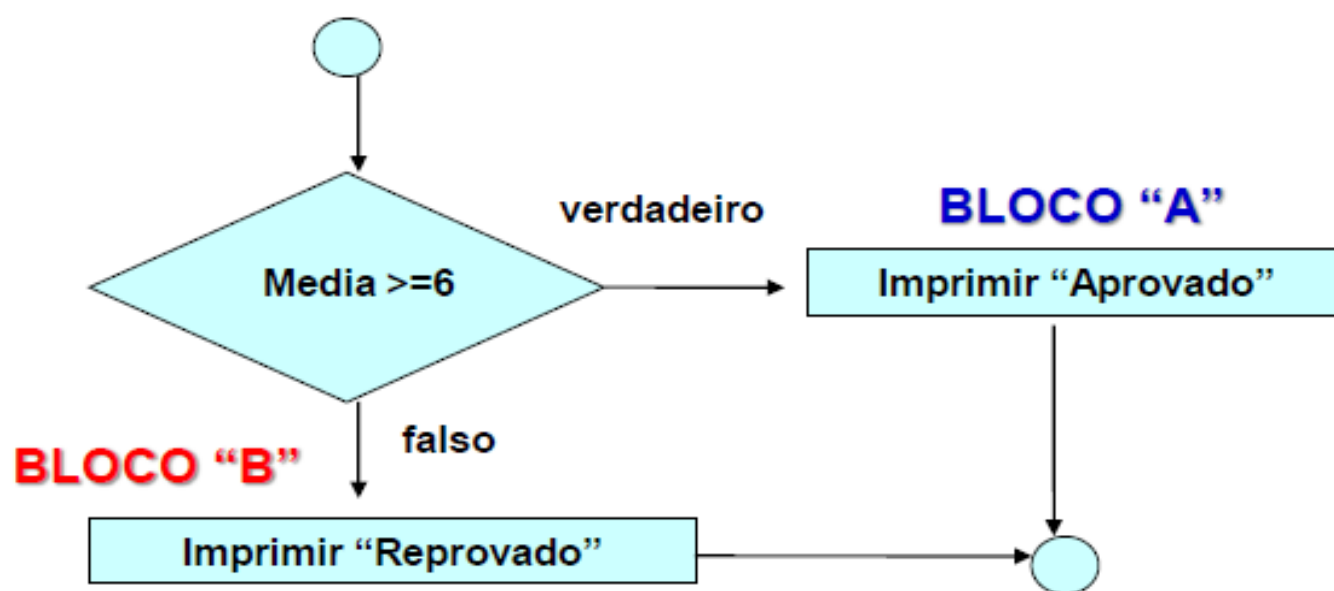 verdadeiro
BLOCO “A”
Media >=6
Imprimir “Aprovado”
falso
BLOCO “B”
Imprimir “Reprovado”